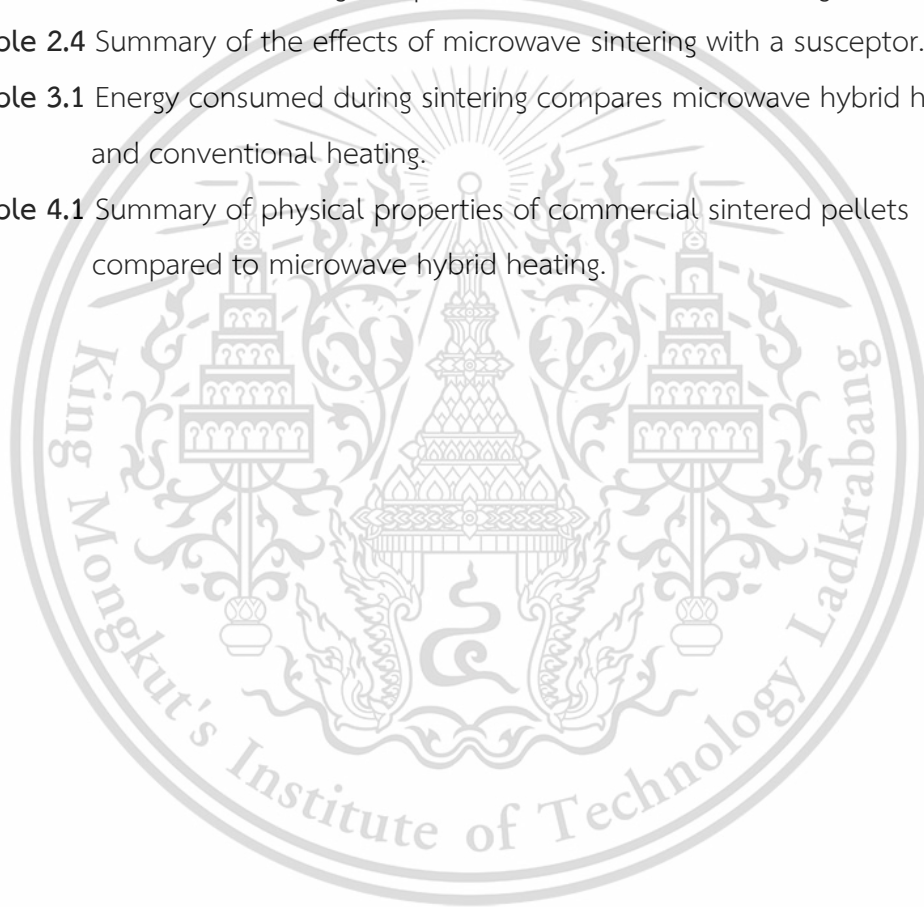 ble 2.4 Summary of the effects of microwave sintering with a susceptor.
ble 3.1 Energy consumed during sintering compares microwave hybrid h
and conventional heating.
ble 4.1 Summary of physical properties of commercial sintered pellets
compared to microwave hybrid heating.
King Mongkut's Institute of Technology Ladkrabang